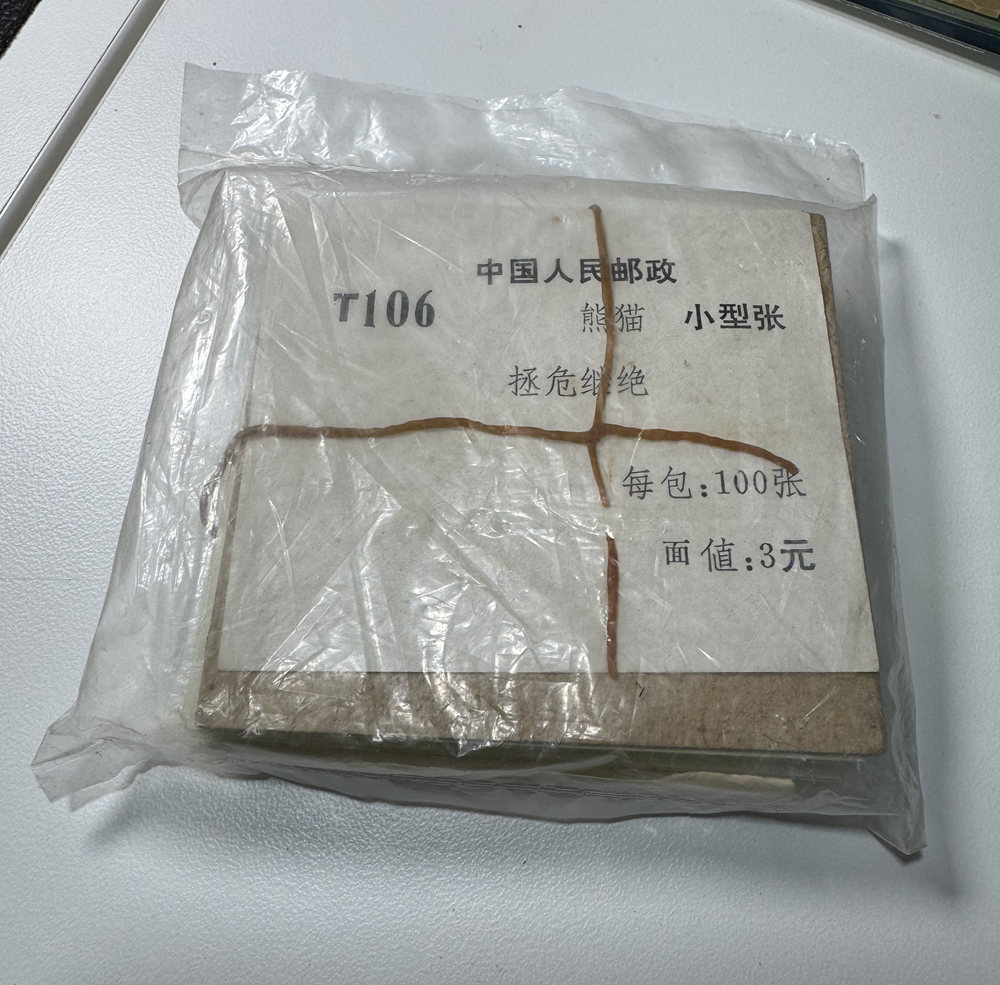 中国人民邮政
T106 熊猫 小型张
拯危继绝
每包:100张
面值:3元